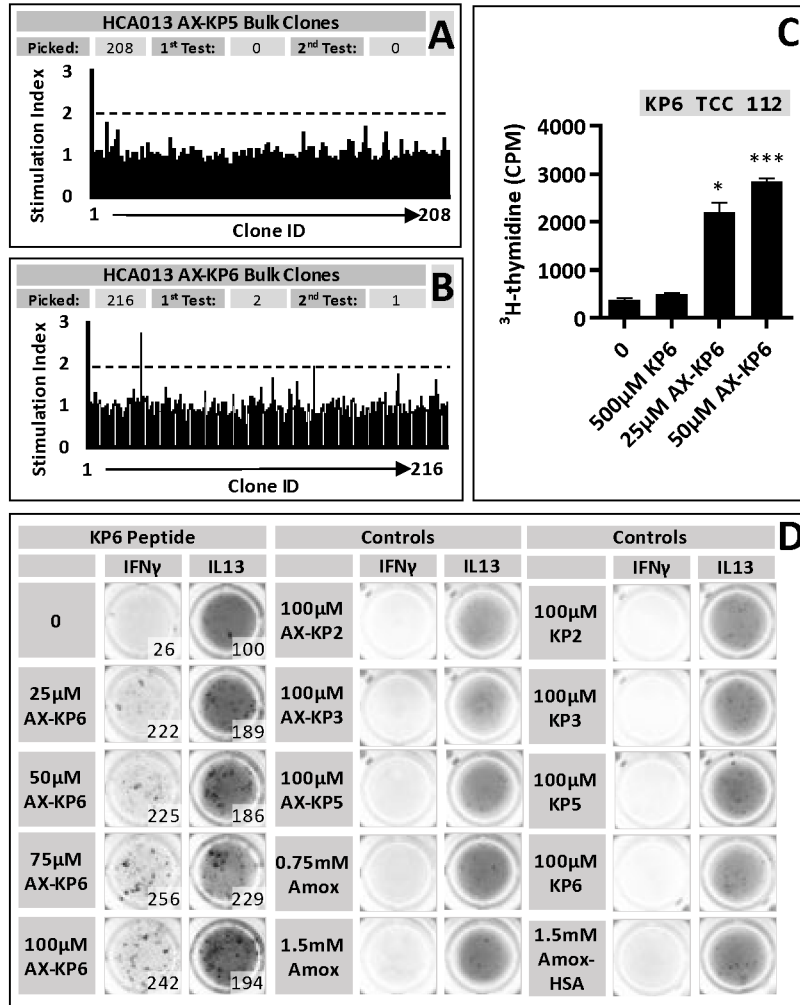 HCA013 AX-KP5 Bulk Clones
A
Picked: 208 1st Test: 0 2nd Test: 0
3
2
1
0
Stimulation Index
1 208
Clone ID
HCA013 AX-KP6 Bulk Clones
B
Picked: 216 1st Test: 2 2nd Test: 1
3
2
1
0
Stimulation Index
1 216
Clone ID
C
KP6 TCC 112
4000
3000
2000
1000
0
³H-thymidine (CPM)
*
***
0
500µM KP6
25µM AX-KP6
50µM AX-KP6
D
KP6 Peptide
IFNγ IL13
0
26 100
25µM
AX-KP6
222 189
50µM
AX-KP6
225 186
75µM
AX-KP6
256 229
100µM
AX-KP6
242 194
Controls
IFNγ IL13
100µM
AX-KP2
100µM
AX-KP3
100µM
AX-KP5
0.75mM
Amox
1.5mM
Amox
Controls
IFNγ IL13
100µM
KP2
100µM
KP3
100µM
KP5
100µM
KP6
1.5mM
Amox-
HSA